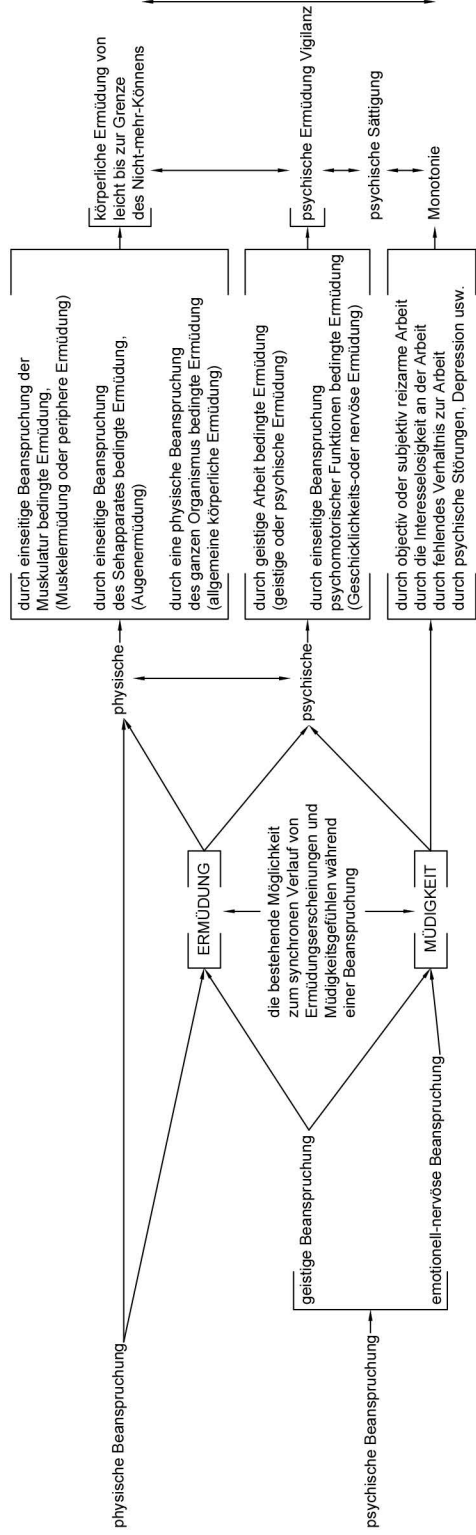 physische Beanspruchung
psychische Beanspruchung
geistige Beanspruchung
emotionell-nervöse Beanspruchung
ERMÜDUNG
die bestehende Möglichkeit
zum synchronen Verlauf von
Ermüdungserscheinungen und
Müdigkeitsgefühlen während
einer Beanspruchung
MÜDIGKEIT
physische
psychische
durch einseitige Beanspruchung der
Muskulatur bedingte Ermüdung,
(Muskelermüdung oder periphere Ermüdung)
durch einseitige Beanspruchung
des Sehapparates bedingte Ermüdung,
(Augenermüdung)
durch eine physische Beanspruchung
des ganzen Organismus bedingte Ermüdung
(allgemeine körperliche Ermüdung)
durch geistige Arbeit bedingte Ermüdung
(geistige oder psychische Ermüdung)
durch einseitige Beanspruchung
psychomotorischer Funktionen bedingte Ermüdung
(Geschicklichkeits-oder nervöse Ermüdung)
durch objectiv oder subjektiv reizarme Arbeit
durch die Interesselosigkeit an der Arbeit
durch fehlendes Verhaltnis zur Arbeit
durch psychische Störungen, Depression usw.
körperliche Ermüdung von
leicht bis zur Grenze
des Nicht-mehr-Könnens
psychische Ermüdung Vigilanz
psychische Sättigung
Monotonie